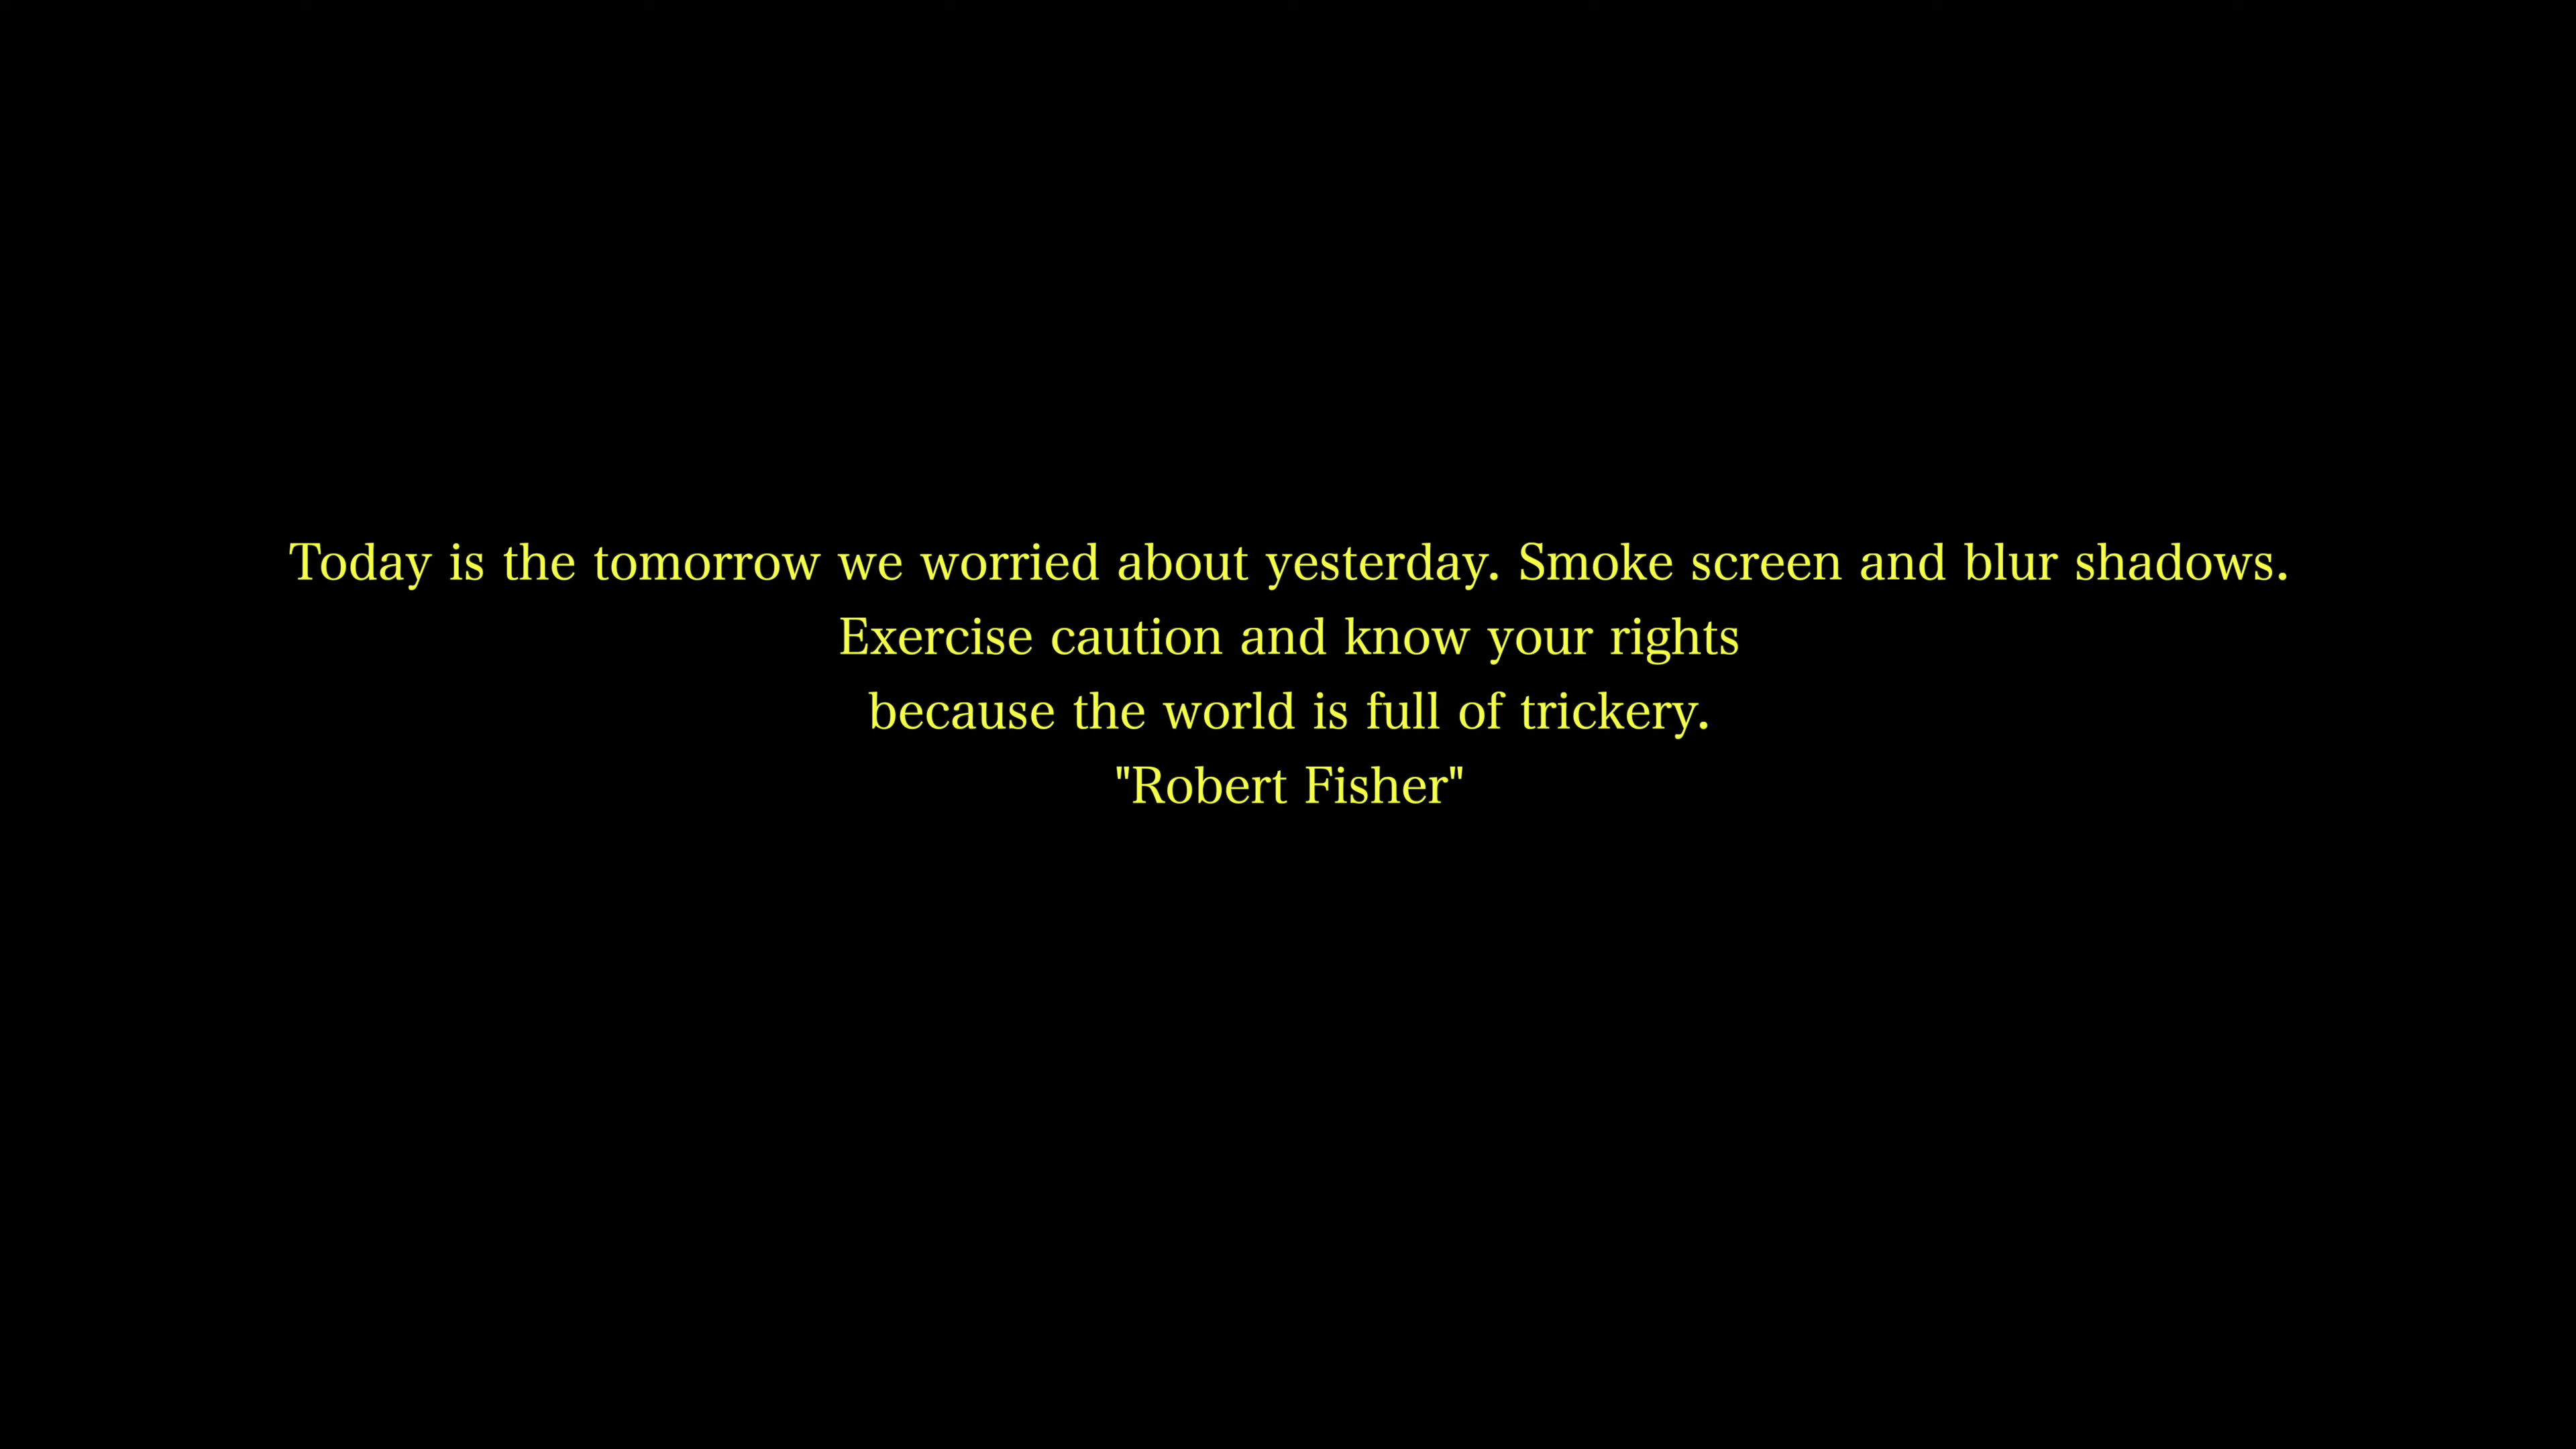 Today is the tomorrow we worried about yesterday. Smoke screen and blur shadows.
Exercise caution and know your rights
because the world is full of trickery.
"Robert Fisher"